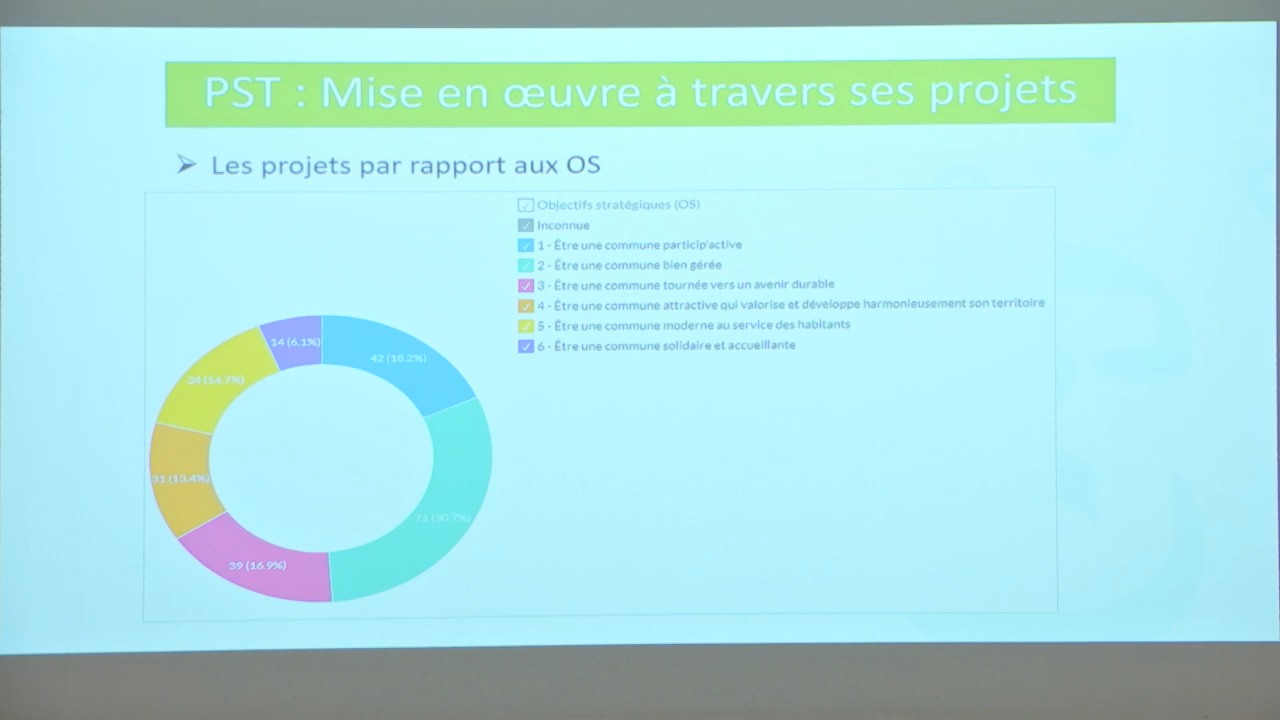 PST : Mise en œuvre à travers ses projets
Les projets par rapport aux OS
Objectifs stratégiques (OS)
Inconnue
1 - Être une commune particip'active
2 - Être une commune bien gérée
3 - Être une commune tournée vers un avenir durable
4 - Être une commune attractive qui valorise et développe harmonieusement son territoire
5 - Être une commune moderne au service des habitants
6 - Être une commune solidaire et accueillante
14 (6.1%)
42 (18.2%)
34 (14.7%)
31 (13.4%)
71 (30.7%)
39 (16.9%)